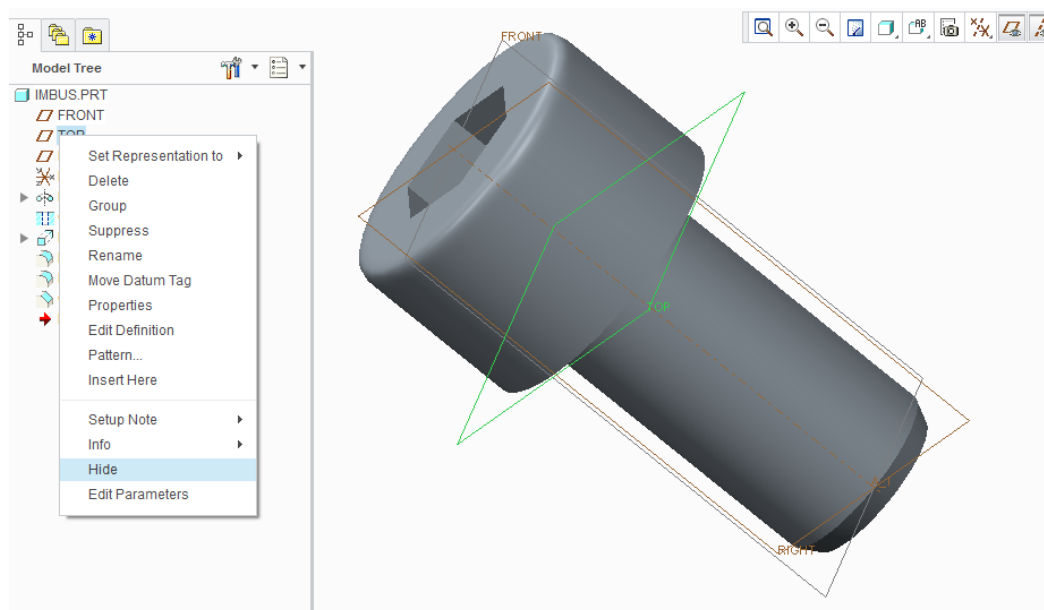 Model Tree
IMBUS.PRT
FRONT
TOP
Set Representation to
Delete
Group
Suppress
Rename
Move Datum Tag
Properties
Edit Definition
Pattern...
Insert Here
Setup Note
Info
Hide
Edit Parameters
FRONT
TOP
RIGHT
AB